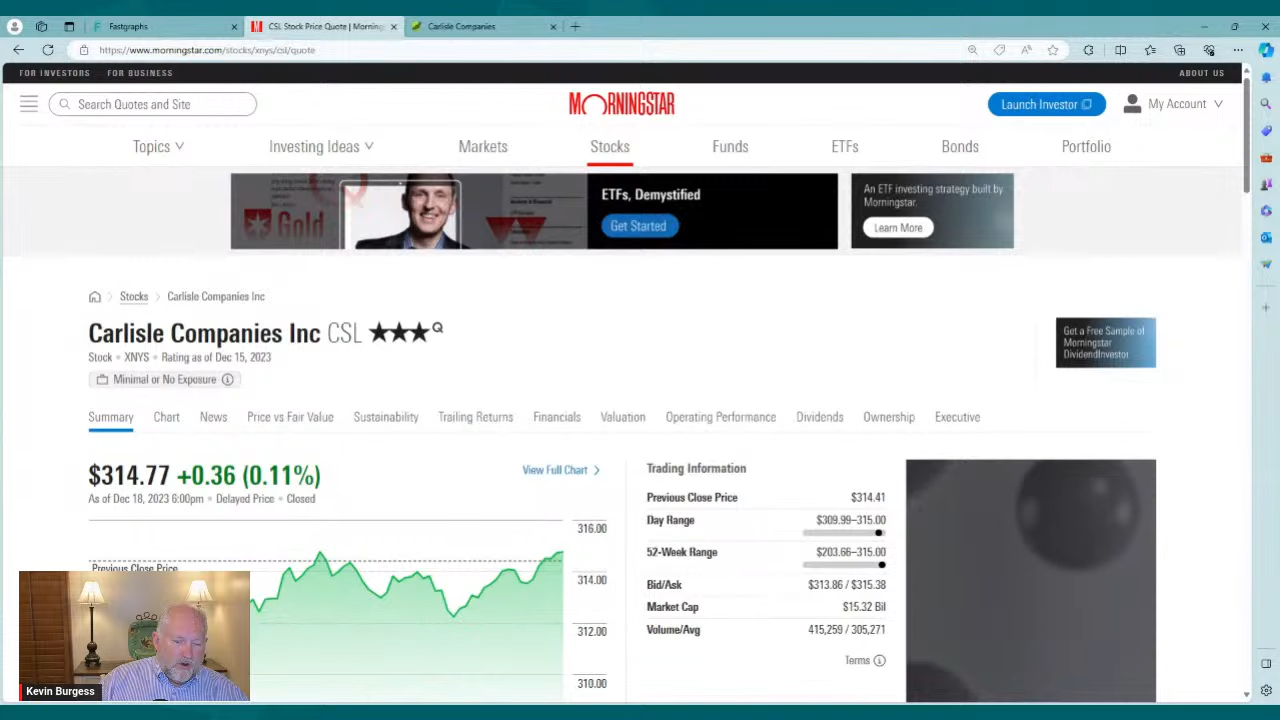 Fastgraphs
CSL Stock Price Quote | Morning
Carlisle Companies
https://www.morningstar.com/stocks/xnys/csl/quote
FOR INVESTORS FOR BUSINESS ABOUT US
Search Quotes and Site
MORNINGSTAR
Launch Investor
My Account
Topics Investing Ideas Markets Stocks Funds ETFs Bonds Portfolio
Gold
ETFs, Demystified
Get Started
An ETF investing strategy built by
Morningstar.
Learn More
Stocks Carlisle Companies Inc
Carlisle Companies Inc CSL ★★★Q
Stock • XNYS • Rating as of Dec 15, 2023
Minimal or No Exposure
Get a Free Sample of
Morningstar
DividendInvestor
Summary Chart News Price vs Fair Value Sustainability Trailing Returns Financials Valuation Operating Performance Dividends Ownership Executive
$314.77 +0.36 (0.11%)
As of Dec 18, 2023 6:00pm • Delayed Price • Closed
View Full Chart
316.00
Previous Close Price
314.00
312.00
310.00
Trading Information
Previous Close Price $314.41
Day Range $309.99–315.00
52-Week Range $203.66–315.00
Bid/Ask $313.86 / $315.38
Market Cap $15.32 Bil
Volume/Avg 415,259 / 305,271
Terms
Kevin Burgess